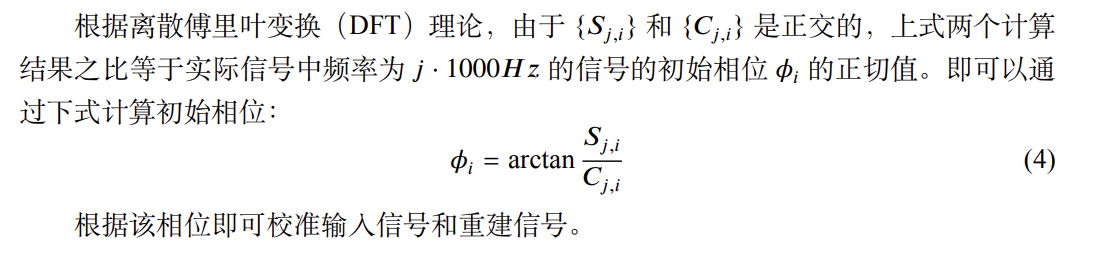 根据离散傅里叶变换（DFT）理论，由于 {S_{j,i}} 和 {C_{j,i}} 是正文的，上式两个计算
结果之比等于实际信号中频率为 j · 1000Hz 的信号的初始相位 ϕ_i 的正切值。即可以通
过下式计算初始相位：
ϕ_i = arctan \frac{S_{j,i}}{C_{j,i}} (4)
根据该相位即可校准输入信号和重建信号。